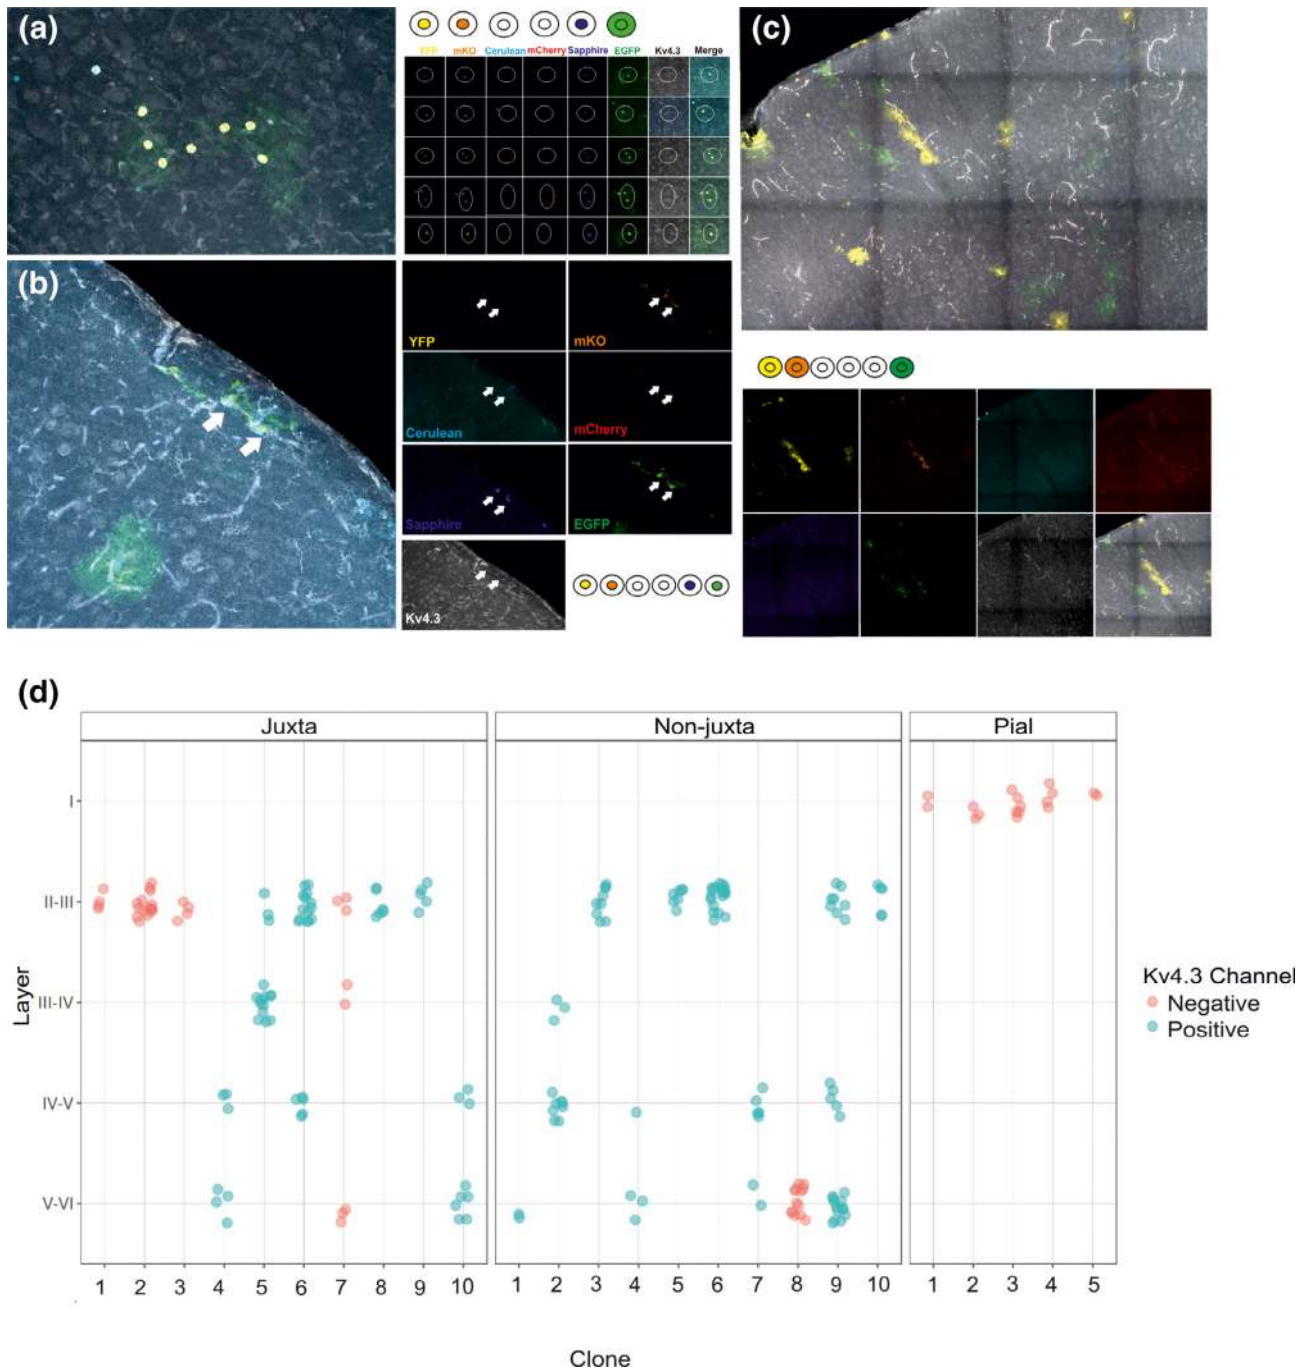 (a)
YFP mKO Cerulean mCherry Sapphire EGFP Kv4.3 Merge
(b)
YFP
mKO
Cerulean
mCherry
Sapphire
EGFP
Kv4.3
(c)
(d)
Juxta
Non-juxta
Pial
Layer
I
II-III
III-IV
IV-V
V-VI
1 2 3 4 5 6 7 8 9 10
1 2 3 4 5 6 7 8 9 10
1 2 3 4 5
Clone
Kv4.3 Channel
Negative
Positive